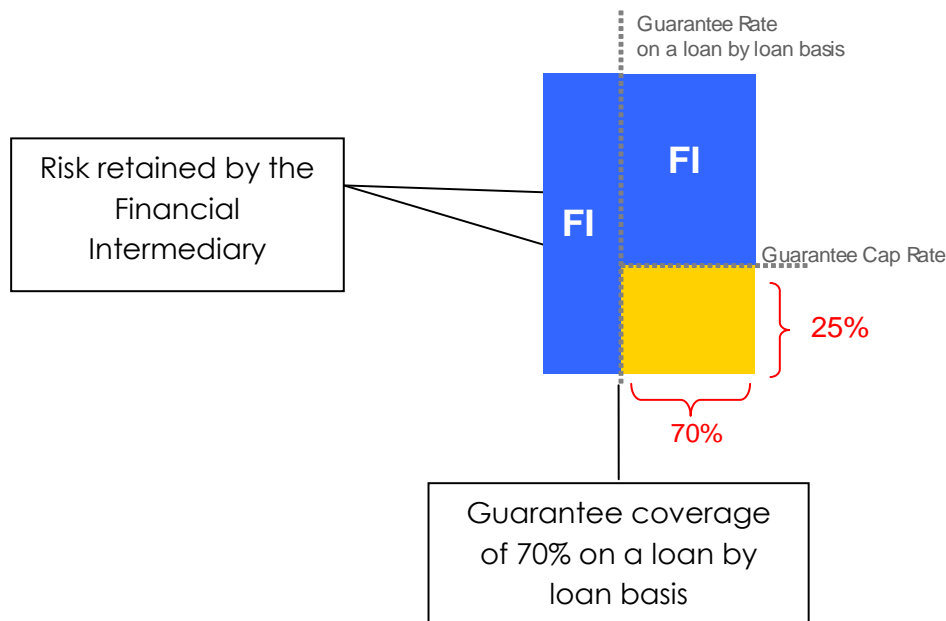 Guarantee Rate
on a loan by loan basis
Risk retained by the
Financial
Intermediary
FI
FI
Guarantee Cap Rate
25%
70%
Guarantee coverage
of 70% on a loan by
loan basis